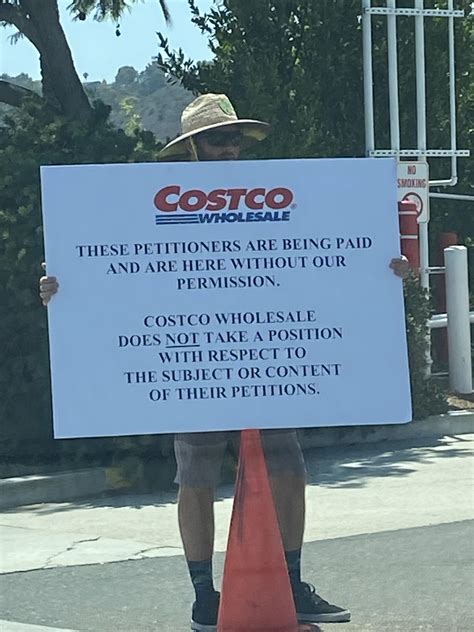 COSTCO
WHOLESALE
THESE PETITIONERS ARE BEING PAID
AND ARE HERE WITHOUT OUR
PERMISSION.
COSTCO WHOLESALE
DOES NOT TAKE A POSITION
WITH RESPECT TO
THE SUBJECT OR CONTENT
OF THEIR PETITIONS.
NO
SMOKING